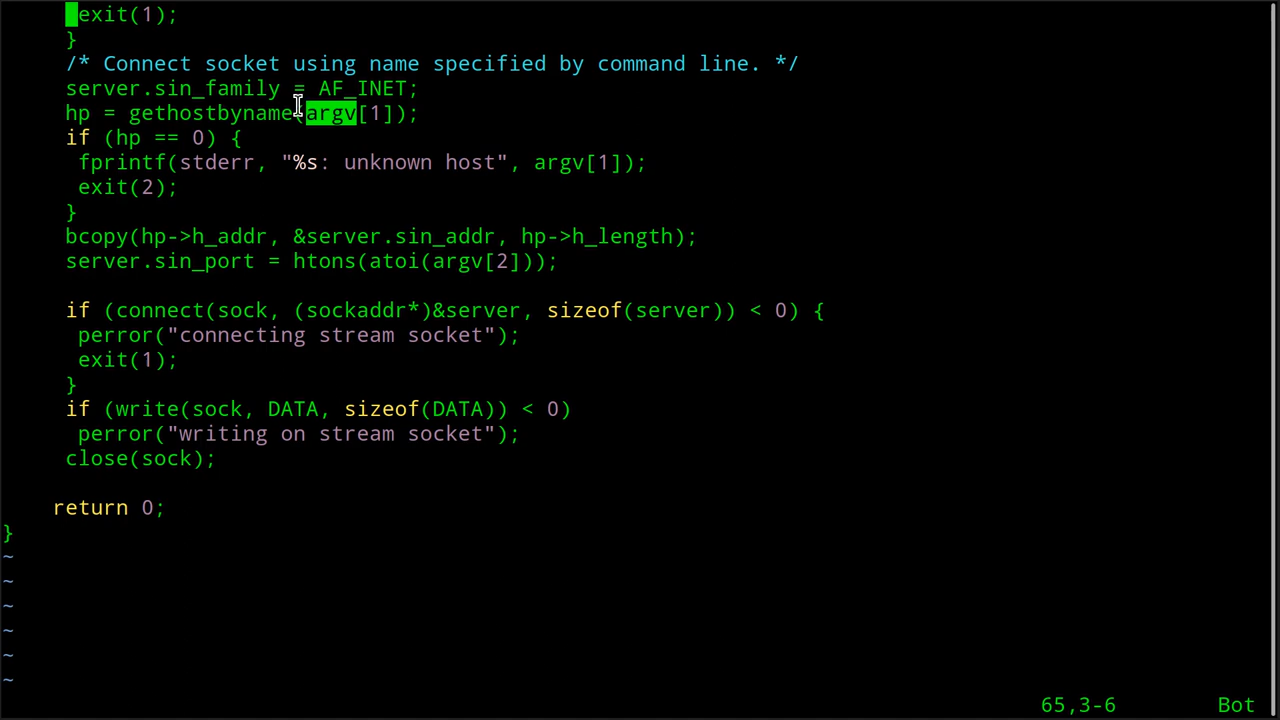 exit(1);
}
/* Connect socket using name specified by command line. */
server.sin_family = AF_INET;
hp = gethostbyname(argv[1]);
if (hp == 0) {
fprintf(stderr, "%s: unknown host", argv[1]);
exit(2);
}
bcopy(hp->h_addr, &server.sin_addr, hp->h_length);
server.sin_port = htons(atoi(argv[2]));
if (connect(sock, (sockaddr*)&server, sizeof(server)) < 0) {
perror("connecting stream socket");
exit(1);
}
if (write(sock, DATA, sizeof(DATA)) < 0)
perror("writing on stream socket");
close(sock);
return 0;
}
~
~
~
~
~
~
65,3-6 Bot